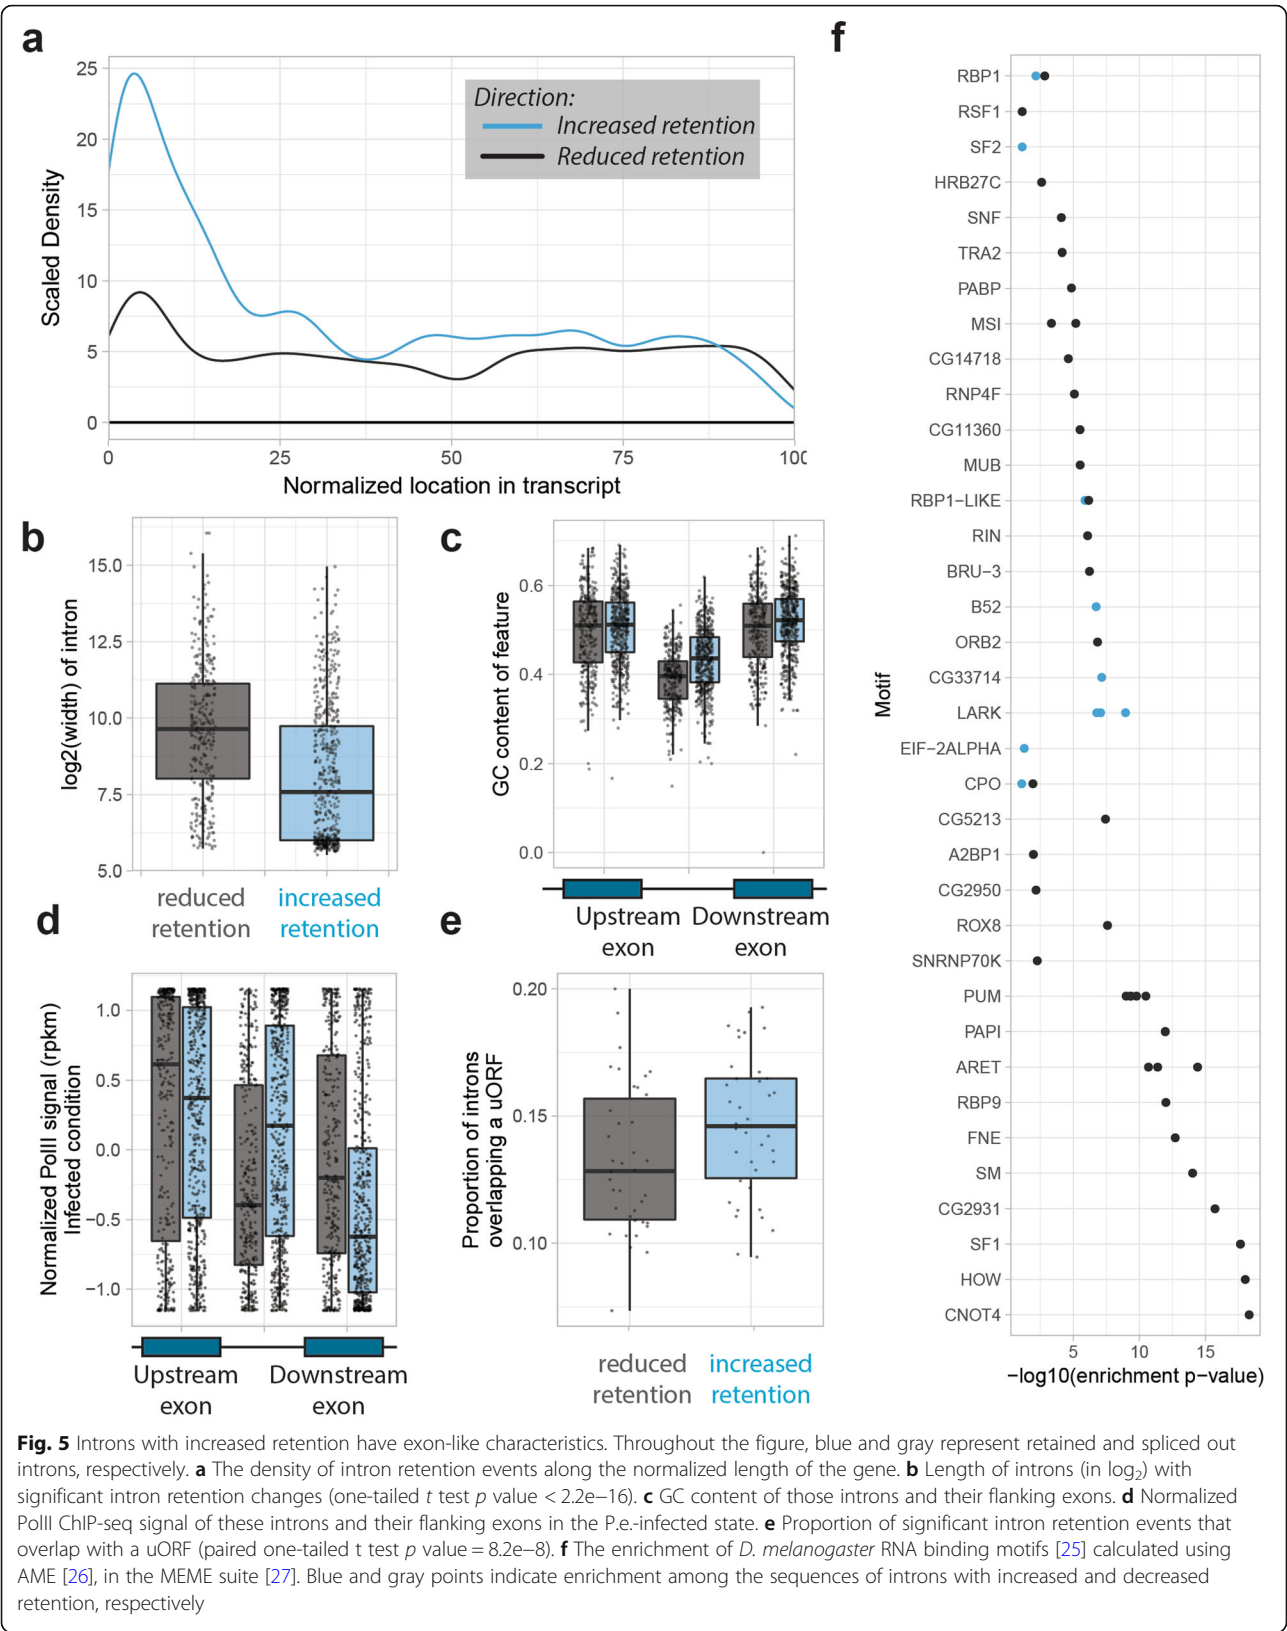 a
25
20
15
10
5
0
Scaled Density
Direction:
Increased retention
Reduced retention
0
25
50
75
100
Normalized location in transcript
b
15.0
12.5
10.0
7.5
5.0
log2(width) of intron
reduced
retention
increased
retention
c
0.6
0.4
0.2
0.0
GC content of feature
Upstream
exon
Downstream
exon
d
1.0
0.5
0.0
−0.5
−1.0
Normalized PolII signal (rpkm)
Infected condition
Upstream
exon
Downstream
exon
e
0.20
0.15
0.10
Proportion of introns
overlapping a uORF
reduced
retention
increased
retention
f
Motif
RBP1
RSF1
SF2
HRB27C
SNF
TRA2
PABP
MSI
CG14718
RNP4F
CG11360
MUB
RBP1−LIKE
RIN
BRU−3
B52
ORB2
CG33714
LARK
EIF−2ALPHA
CPO
CG5213
A2BP1
CG2950
ROX8
SNRNP70K
PUM
PAPI
ARET
RBP9
FNE
SM
CG2931
SF1
HOW
CNOT4
5
10
15
−log10(enrichment p−value)
Fig. 5 Introns with increased retention have exon-like characteristics. Throughout the figure, blue and gray represent retained and spliced out
introns, respectively. a The density of intron retention events along the normalized length of the gene. b Length of introns (in log₂) with
significant intron retention changes (one-tailed t test p value < 2.2e−16). c GC content of those introns and their flanking exons. d Normalized
PolII ChIP-seq signal of these introns and their flanking exons in the P.e.-infected state. e Proportion of significant intron retention events that
overlap with a uORF (paired one-tailed t test p value = 8.2e−8). f The enrichment of D. melanogaster RNA binding motifs [25] calculated using
AME [26], in the MEME suite [27]. Blue and gray points indicate enrichment among the sequences of introns with increased and decreased
retention, respectively